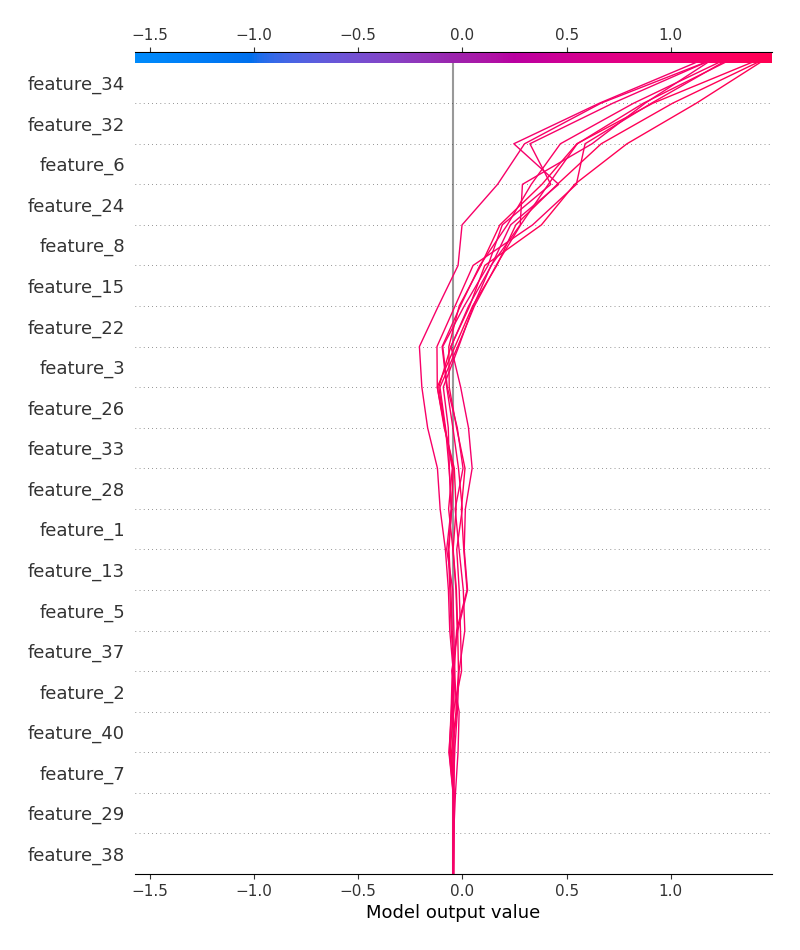 −1.5 −1.0 −0.5 0.0 0.5 1.0
feature_34
feature_32
feature_6
feature_24
feature_8
feature_15
feature_22
feature_3
feature_26
feature_33
feature_28
feature_1
feature_13
feature_5
feature_37
feature_2
feature_40
feature_7
feature_29
feature_38
−1.5 −1.0 −0.5 0.0 0.5 1.0
Model output value